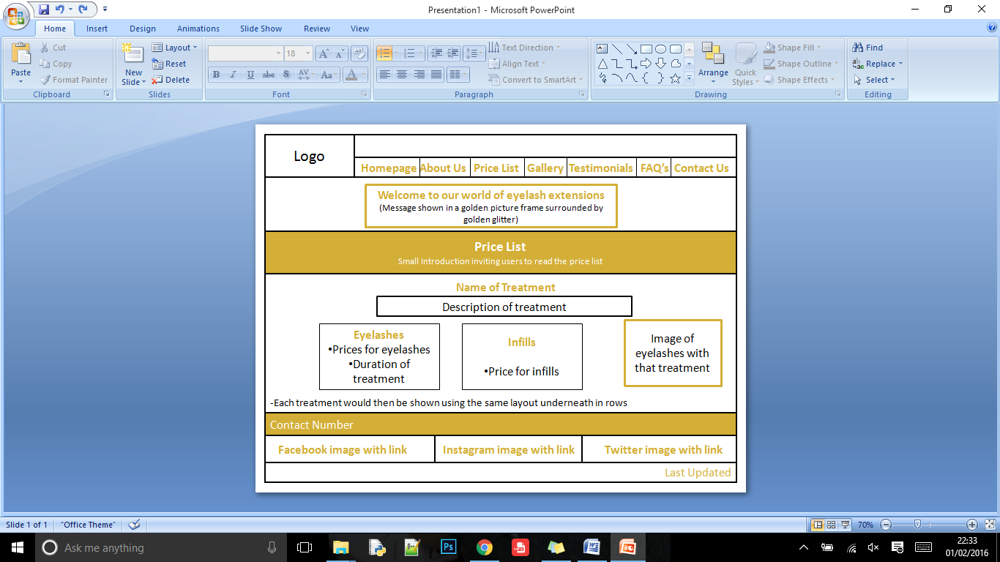 Presentation1 - Microsoft PowerPoint
Home Insert Design Animations Slide Show Review View
Paste
Cut
Copy
Format Painter
Clipboard
New
Slide
Layout
Reset
Delete
Slides
18
B I U abc S AV Aa A
Font
Text Direction
Align Text
Convert to SmartArt
Paragraph
Arrange
Quick
Styles
Shape Fill
Shape Outline
Shape Effects
Drawing
Find
Replace
Select
Editing
Logo
Homepage About Us Price List Gallery Testimonials FAQ’s Contact Us
Welcome to our world of eyelash extensions
(Message shown in a golden picture frame surrounded by
golden glitter)
Price List
Small Introduction inviting users to read the price list
Name of Treatment
Description of treatment
Eyelashes
•Prices for eyelashes
•Duration of
treatment
Infills
•Price for infills
Image of
eyelashes with
that treatment
-Each treatment would then be shown using the same layout underneath in rows
Contact Number
Facebook image with link Instagram image with link Twitter image with link
Last Updated
Slide 1 of 1 "Office Theme" 70%
Ask me anything
Ps
22:33
01/02/2016